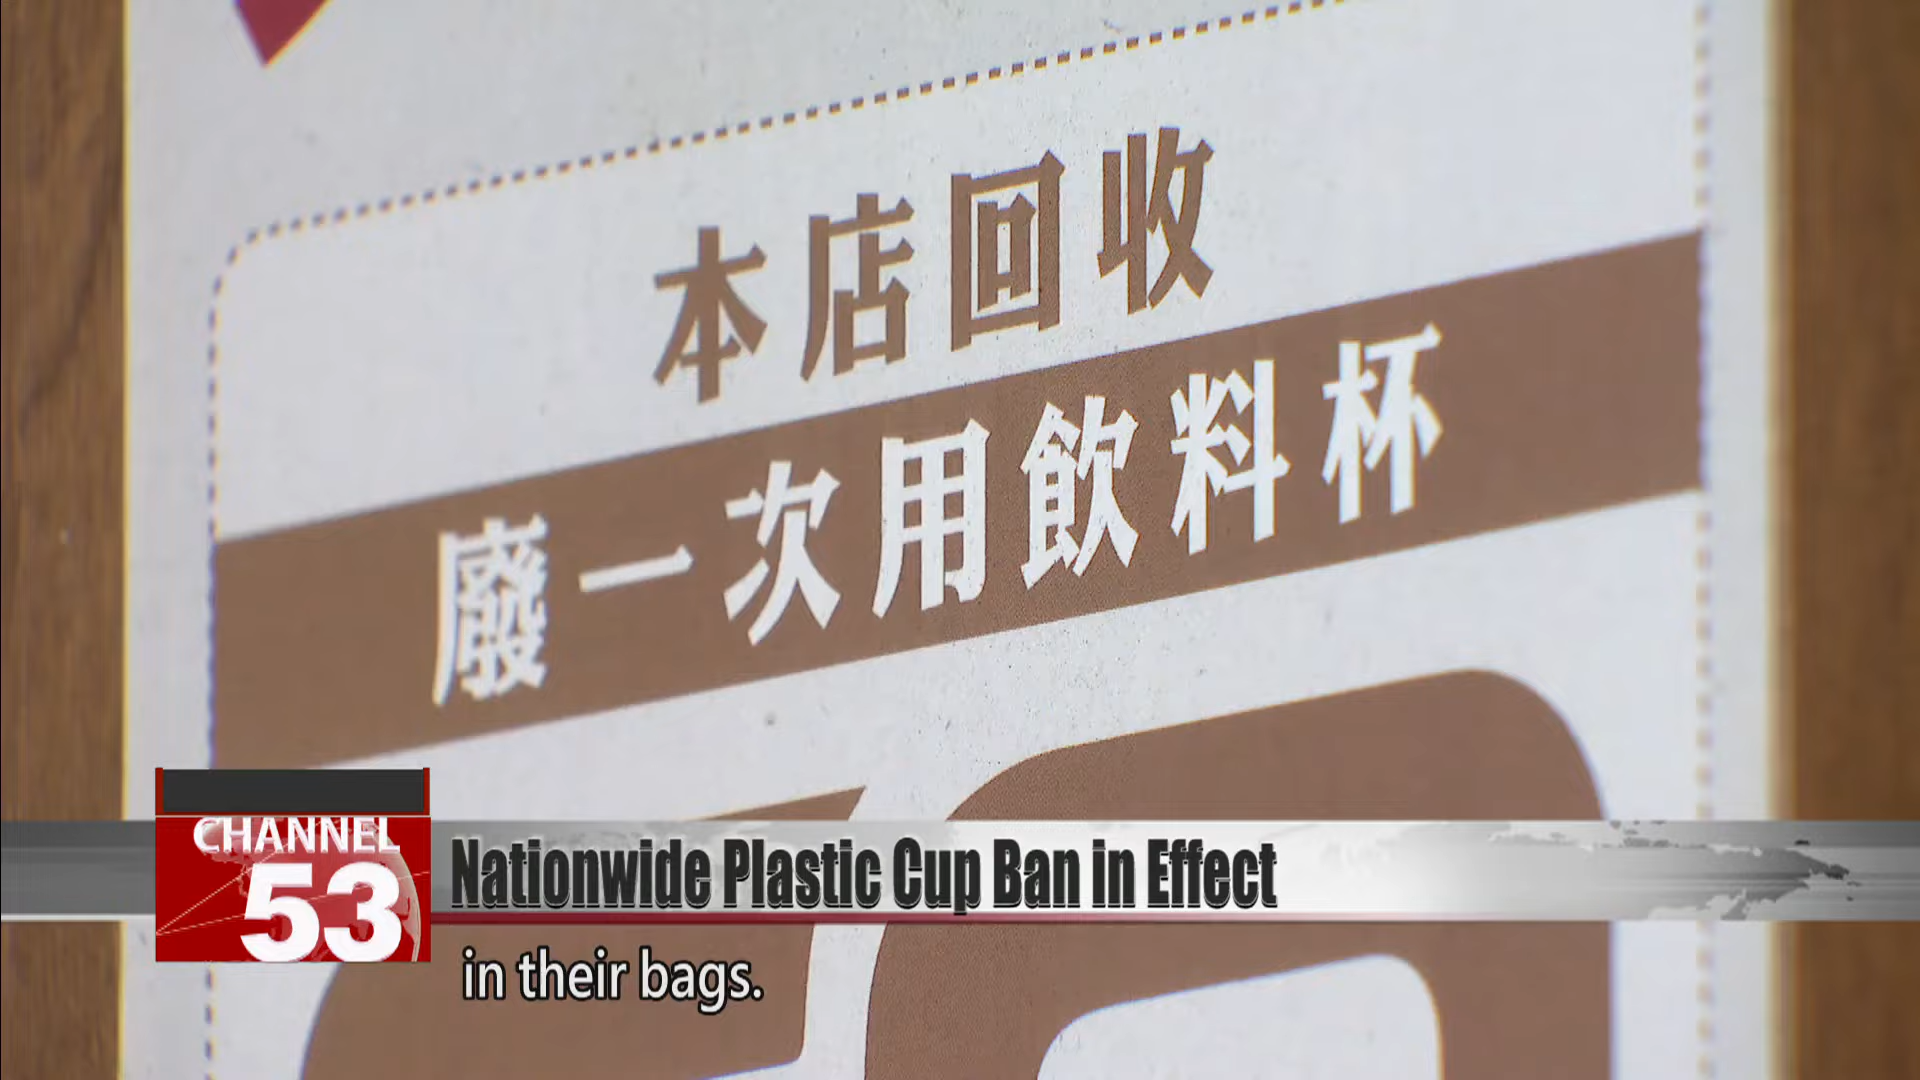 本店回收
廢一次用飲料杯
CHANNEL
53
Nationwide Plastic Cup Ban in Effect
in their bags.